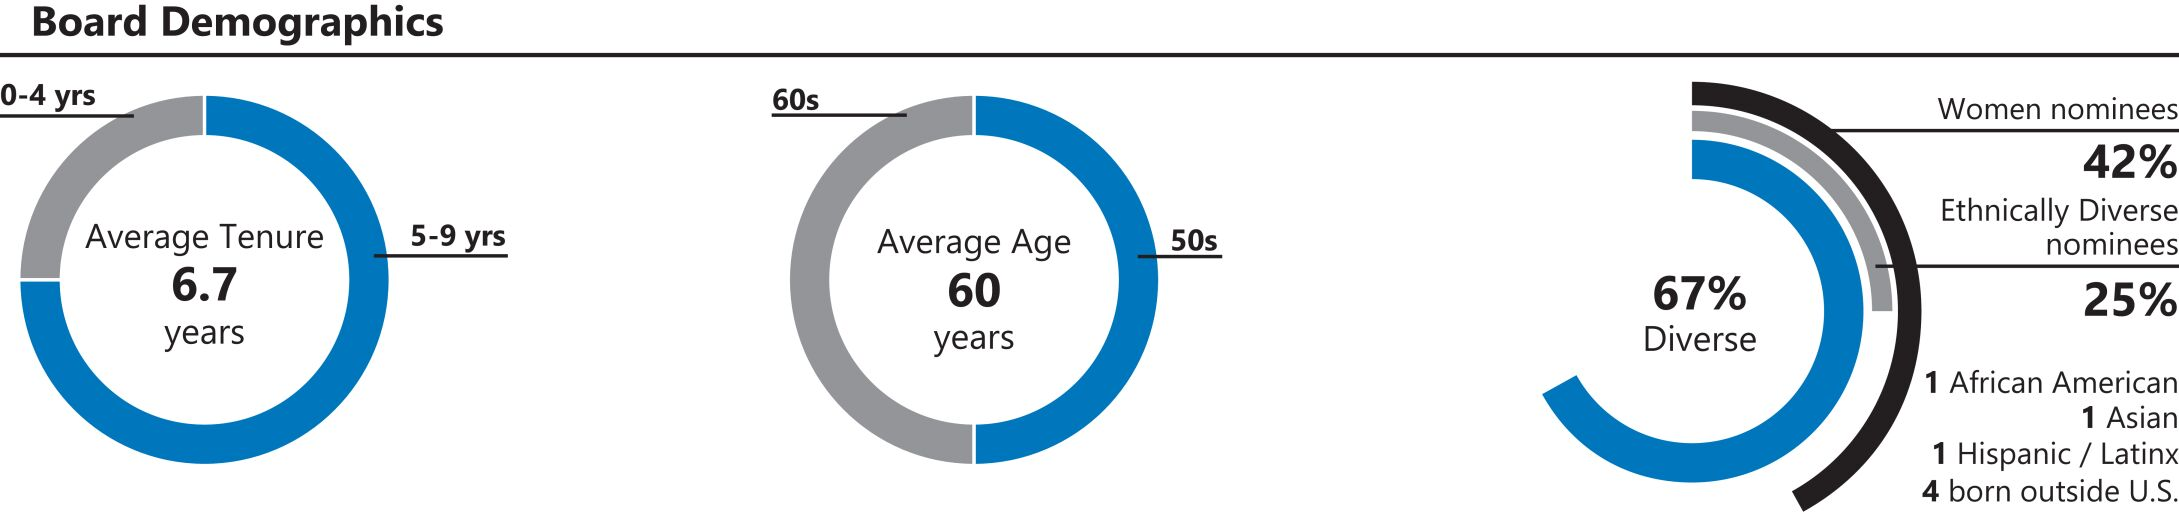 Board Demographics
0-4 yrs
Average Tenure
6.7
years
5-9 yrs
60s
Average Age
60
years
50s
67%
Diverse
Women nominees
42%
Ethnically Diverse
nominees
25%
1 African American
1 Asian
1 Hispanic / Latinx
4 born outside U.S.